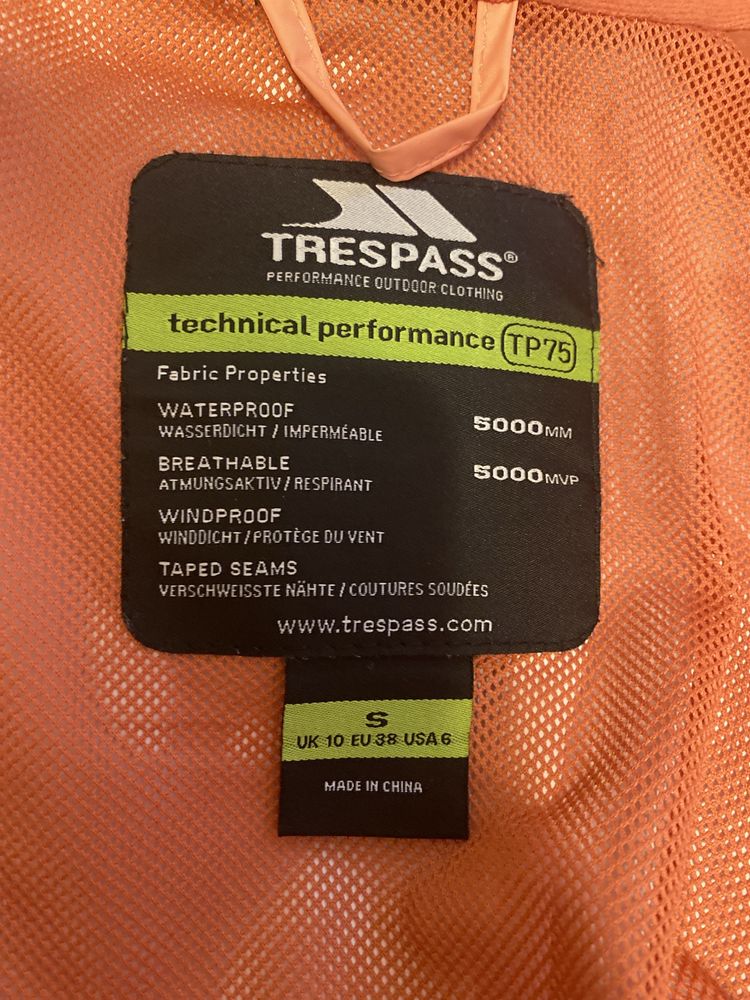 TRESPASS®
PERFORMANCE OUTDOOR CLOTHING
technical performance TP75
Fabric Properties
WATERPROOF 5000MM
WASSERDICHT / IMPERMÉABLE
BREATHABLE 5000MVP
ATMUNGSAKTIV / RESPIRANT
WINDPROOF
WINDDICHT / PROTÈGE DU VENT
TAPED SEAMS
VERSCHWEISSTE NÄHTE / COUTURES SOUDÉES
www.trespass.com
S
UK 10 EU 38 USA 6
MADE IN CHINA